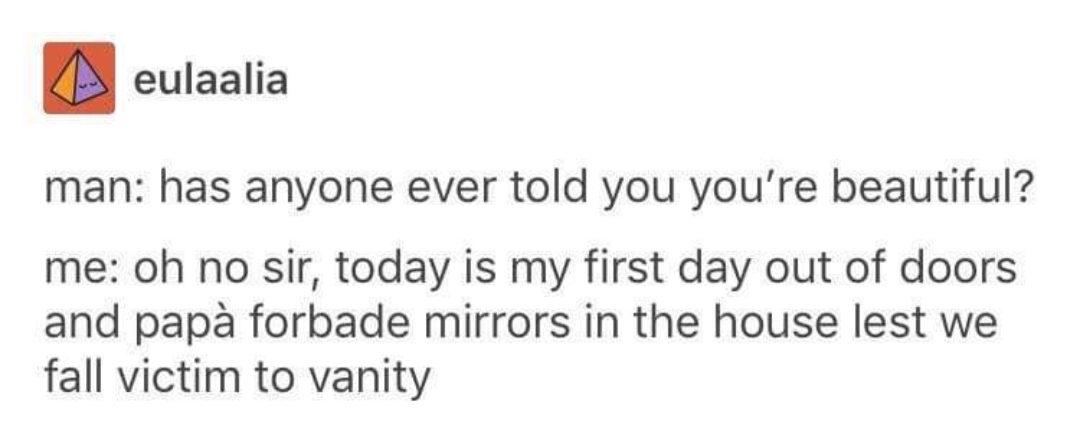 eulaalia
man: has anyone ever told you you’re beautiful?
me: oh no sir, today is my first day out of doors
and papà forbade mirrors in the house lest we
fall victim to vanity